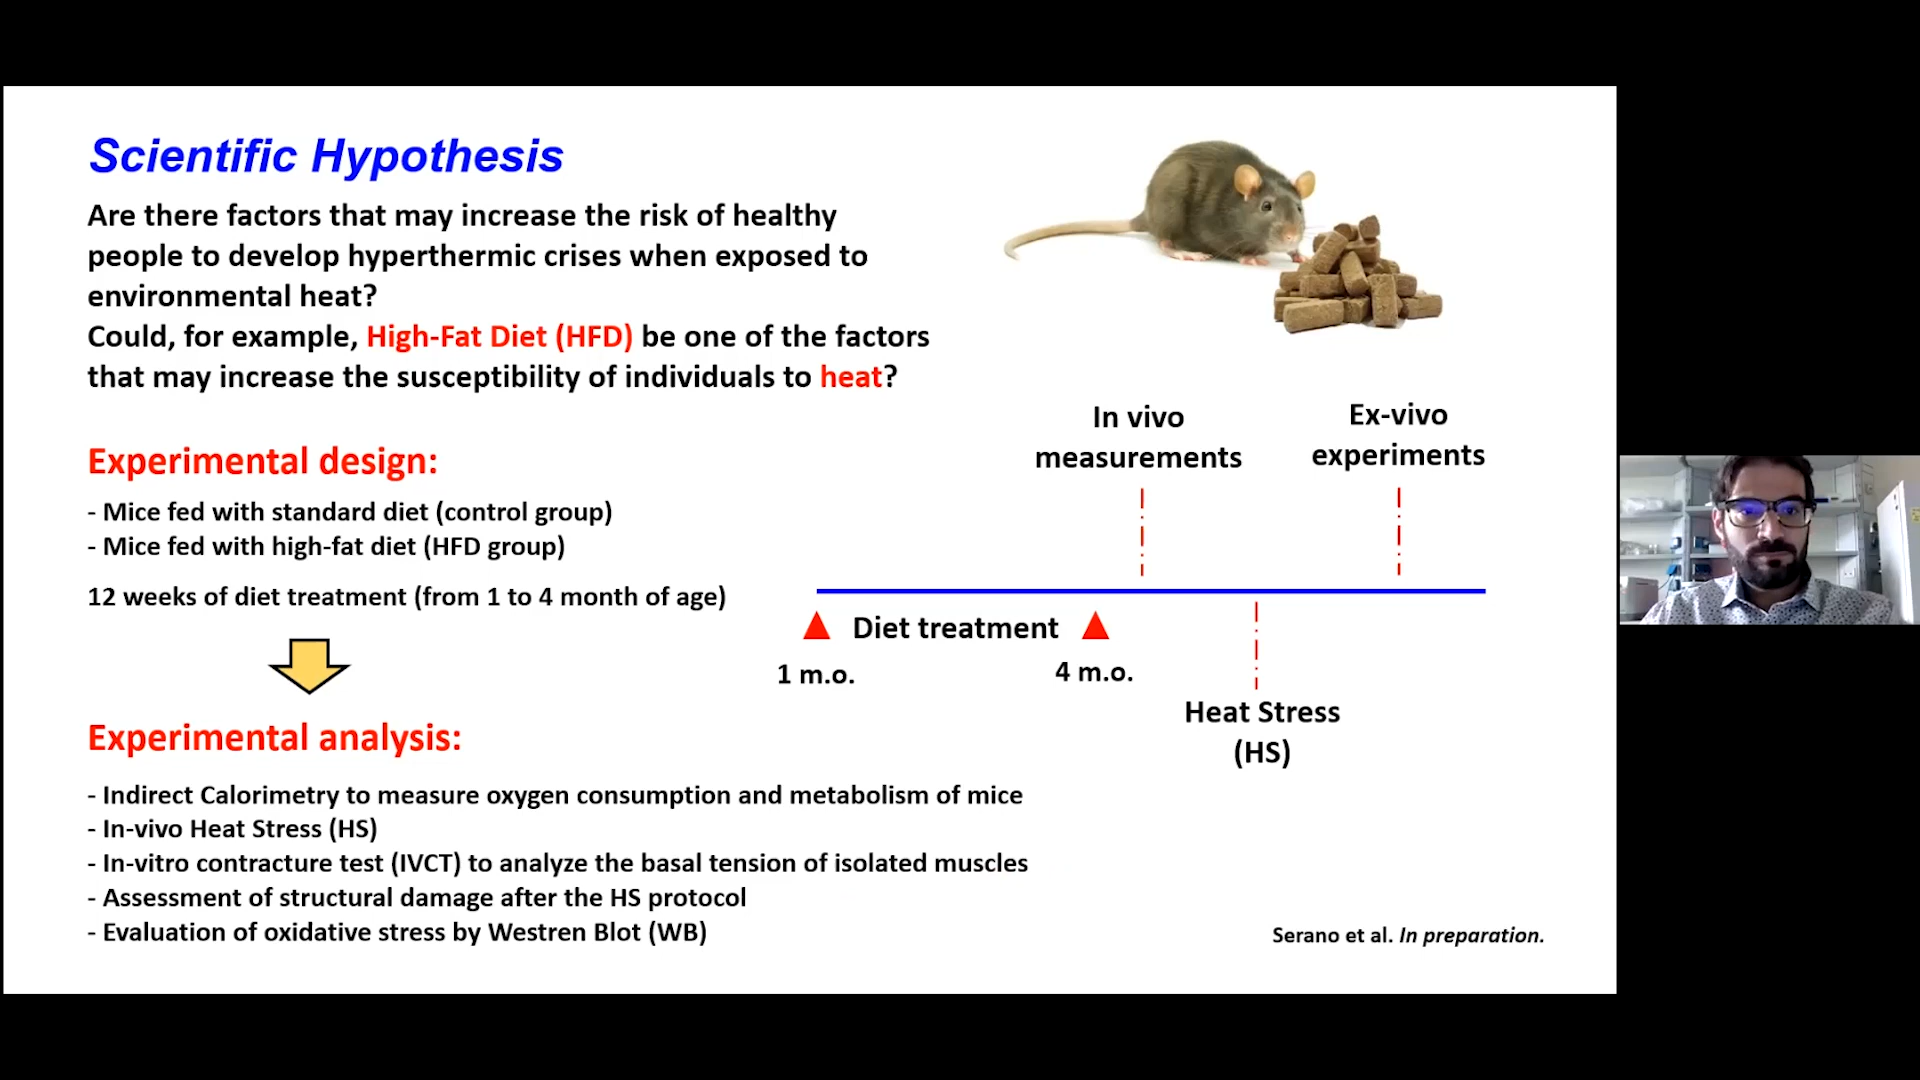 Scientific Hypothesis
Are there factors that may increase the risk of healthy
people to develop hyperthermic crises when exposed to
environmental heat?
Could, for example, High-Fat Diet (HFD) be one of the factors
that may increase the susceptibility of individuals to heat?
Experimental design:
- Mice fed with standard diet (control group)
- Mice fed with high-fat diet (HFD group)
12 weeks of diet treatment (from 1 to 4 month of age)
Experimental analysis:
- Indirect Calorimetry to measure oxygen consumption and metabolism of mice
- In-vivo Heat Stress (HS)
- In-vitro contracture test (IVCT) to analyze the basal tension of isolated muscles
- Assessment of structural damage after the HS protocol
- Evaluation of oxidative stress by Westren Blot (WB)
In vivo
measurements
Ex-vivo
experiments
Diet treatment
1 m.o.
4 m.o.
Heat Stress
(HS)
Serano et al. In preparation.